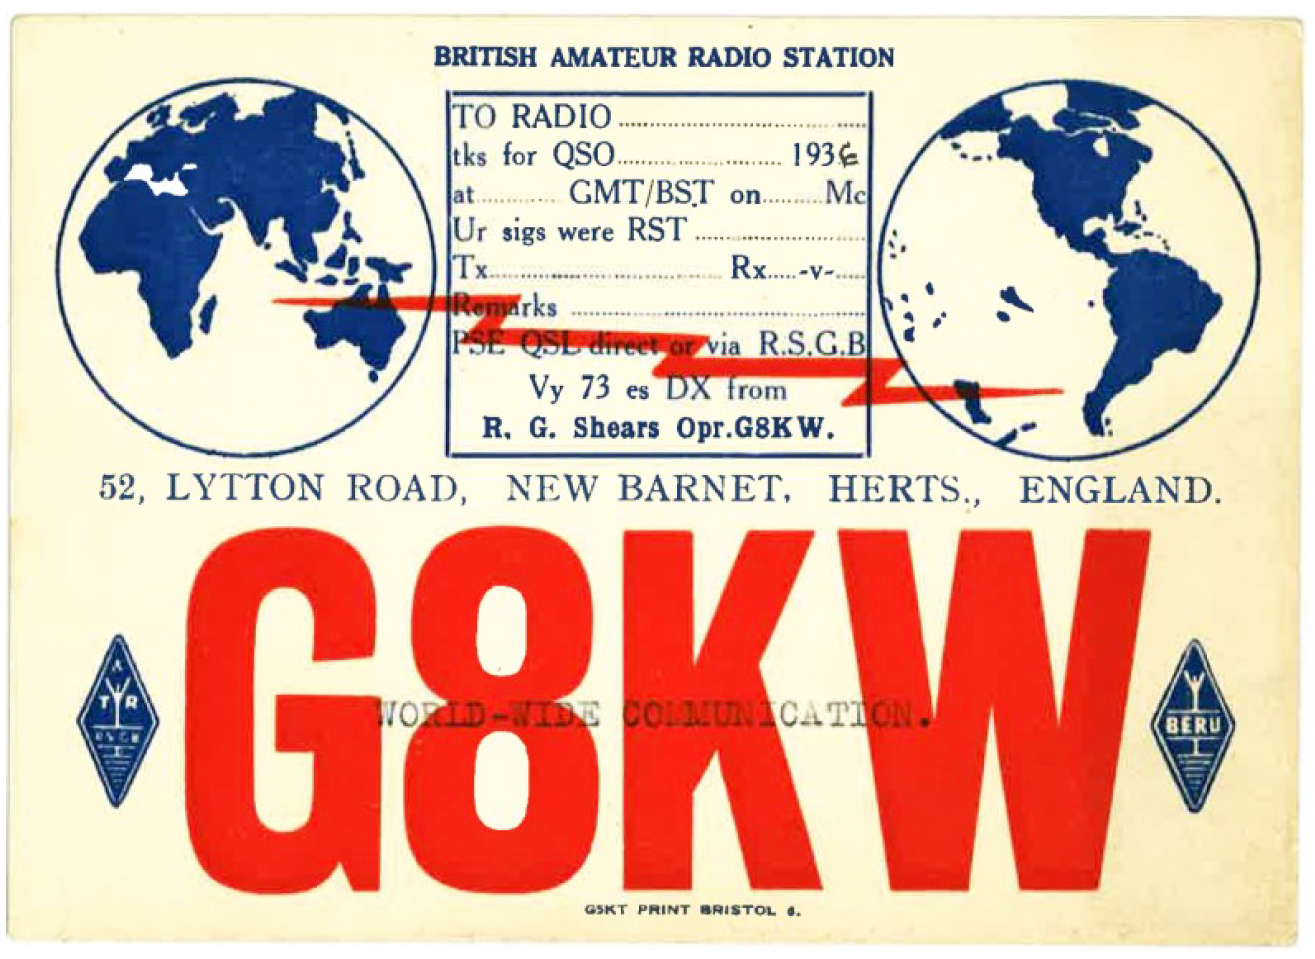 BRITISH AMATEUR RADIO STATION
TO RADIO ........................................
tks for QSO........................ 1936
at............ GMT/BST on.........Mc
Ur sigs were RST ............................
Tx..................................... Rx.....-v-.....
Remarks ................................................
PSE QSL direct or via R.S.G.B
Vy 73 es DX from
R. G. Shears Opr.G8KW.
52, LYTTON ROAD, NEW BARNET, HERTS., ENGLAND.
G8KW
A
T R
RSGB
BERU
WORLD-WIDE COMMUNICATION.
G5KT PRINT BRISTOL 6.